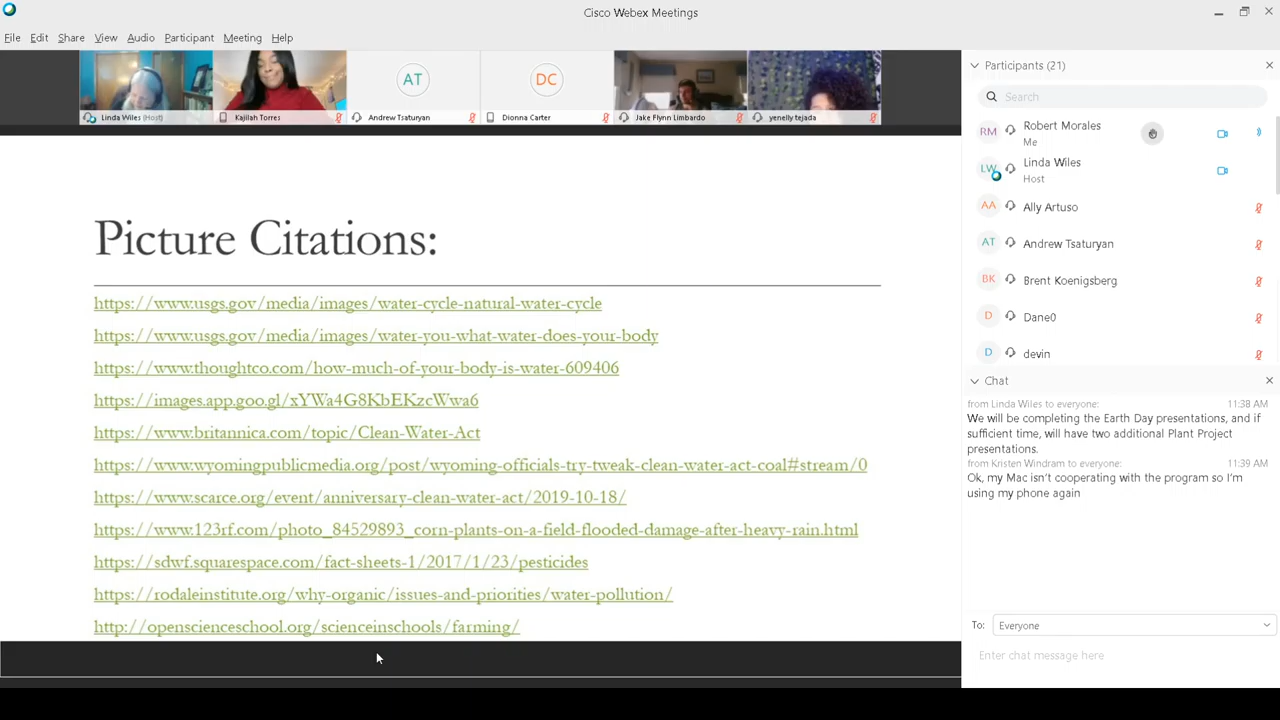 Cisco Webex Meetings
File Edit Share View Audio Participant Meeting Help
Linda Wiles (Host)
Kajilah Torres
AT
Andrew Tsaturyan
DC
Dionna Carter
Jake Flynn Limbardo
yenelly tejada
Picture Citations:
https://www.usgs.gov/media/images/water-cycle-natural-water-cycle
https://www.usgs.gov/media/images/water-you-what-water-does-your-body
https://www.thoughtco.com/how-much-of-your-body-is-water-609406
https://images.app.goo.gl/xYWa4G8KbEKzcWwa6
https://www.britannica.com/topic/Clean-Water-Act
https://www.wyomingpublicmedia.org/post/wyoming-officials-try-tweak-clean-water-act-coal#stream/0
https://www.scarce.org/event/anniversary-clean-water-act/2019-10-18/
https://www.123rf.com/photo_84529893_corn-plants-on-a-field-flooded-damage-after-heavy-rain.html
https://sdwf.squarespace.com/fact-sheets-1/2017/1/23/pesticides
https://rodaleinstitute.org/why-organic/issues-and-priorities/water-pollution/
http://openscienceschool.org/scienceinschools/farming/
Participants (21)
Search
RM Robert Morales
Me
LW Linda Wiles
Host
AA Ally Artuso
AT Andrew Tsaturyan
BK Brent Koenigsberg
D Dane0
D devin
Chat
from Linda Wiles to everyone: 11:38 AM
We will be completing the Earth Day presentations, and if
sufficient time, will have two additional Plant Project
presentations.
from Kristen Windram to everyone: 11:39 AM
Ok, my Mac isn't cooperating with the program so I'm
using my phone again
To: Everyone
Enter chat message here